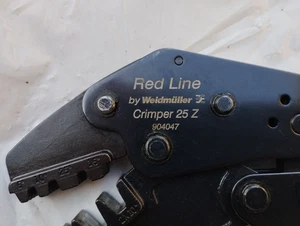 Red Line
by Weidmüller
Crimper 25 Z
904047